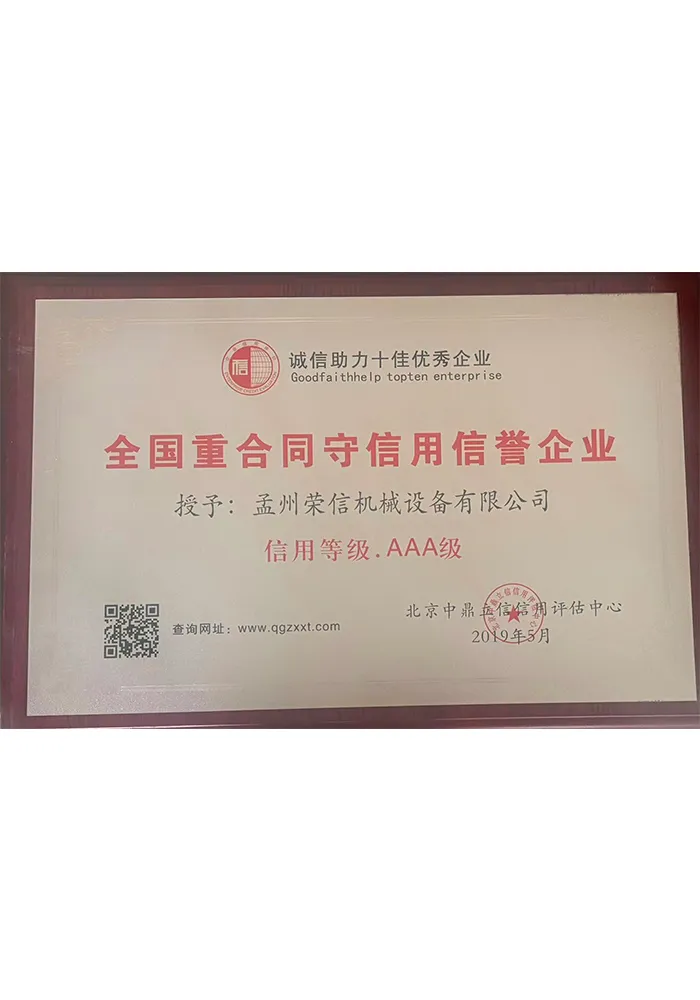 信
诚信助力十佳优秀企业
Goodfaithhelp topten enterprise
全国重合同守信用信誉企业
授予：孟州荣信机械设备有限公司
信用等级.AAA级
查询网址：www.qgzxxt.com
北京中鼎立信信用评估中心
2019年5月